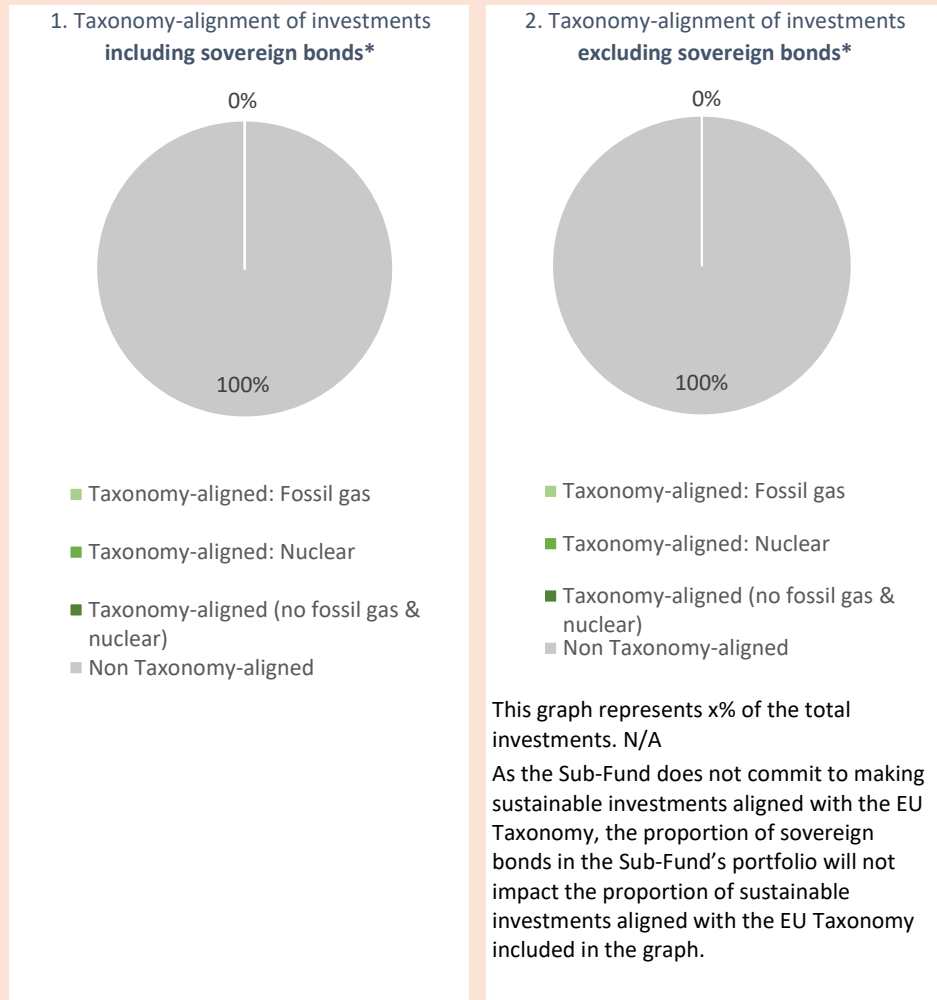 1. Taxonomy-alignment of investments
including sovereign bonds*
0%
100%
■ Taxonomy-aligned: Fossil gas
■ Taxonomy-aligned: Nuclear
■ Taxonomy-aligned (no fossil gas &
nuclear)
■ Non Taxonomy-aligned
2. Taxonomy-alignment of investments
excluding sovereign bonds*
0%
100%
■ Taxonomy-aligned: Fossil gas
■ Taxonomy-aligned: Nuclear
■ Taxonomy-aligned (no fossil gas &
nuclear)
■ Non Taxonomy-aligned
This graph represents x% of the total
investments. N/A
As the Sub-Fund does not commit to making
sustainable investments aligned with the EU
Taxonomy, the proportion of sovereign
bonds in the Sub-Fund’s portfolio will not
impact the proportion of sustainable
investments aligned with the EU Taxonomy
included in the graph.